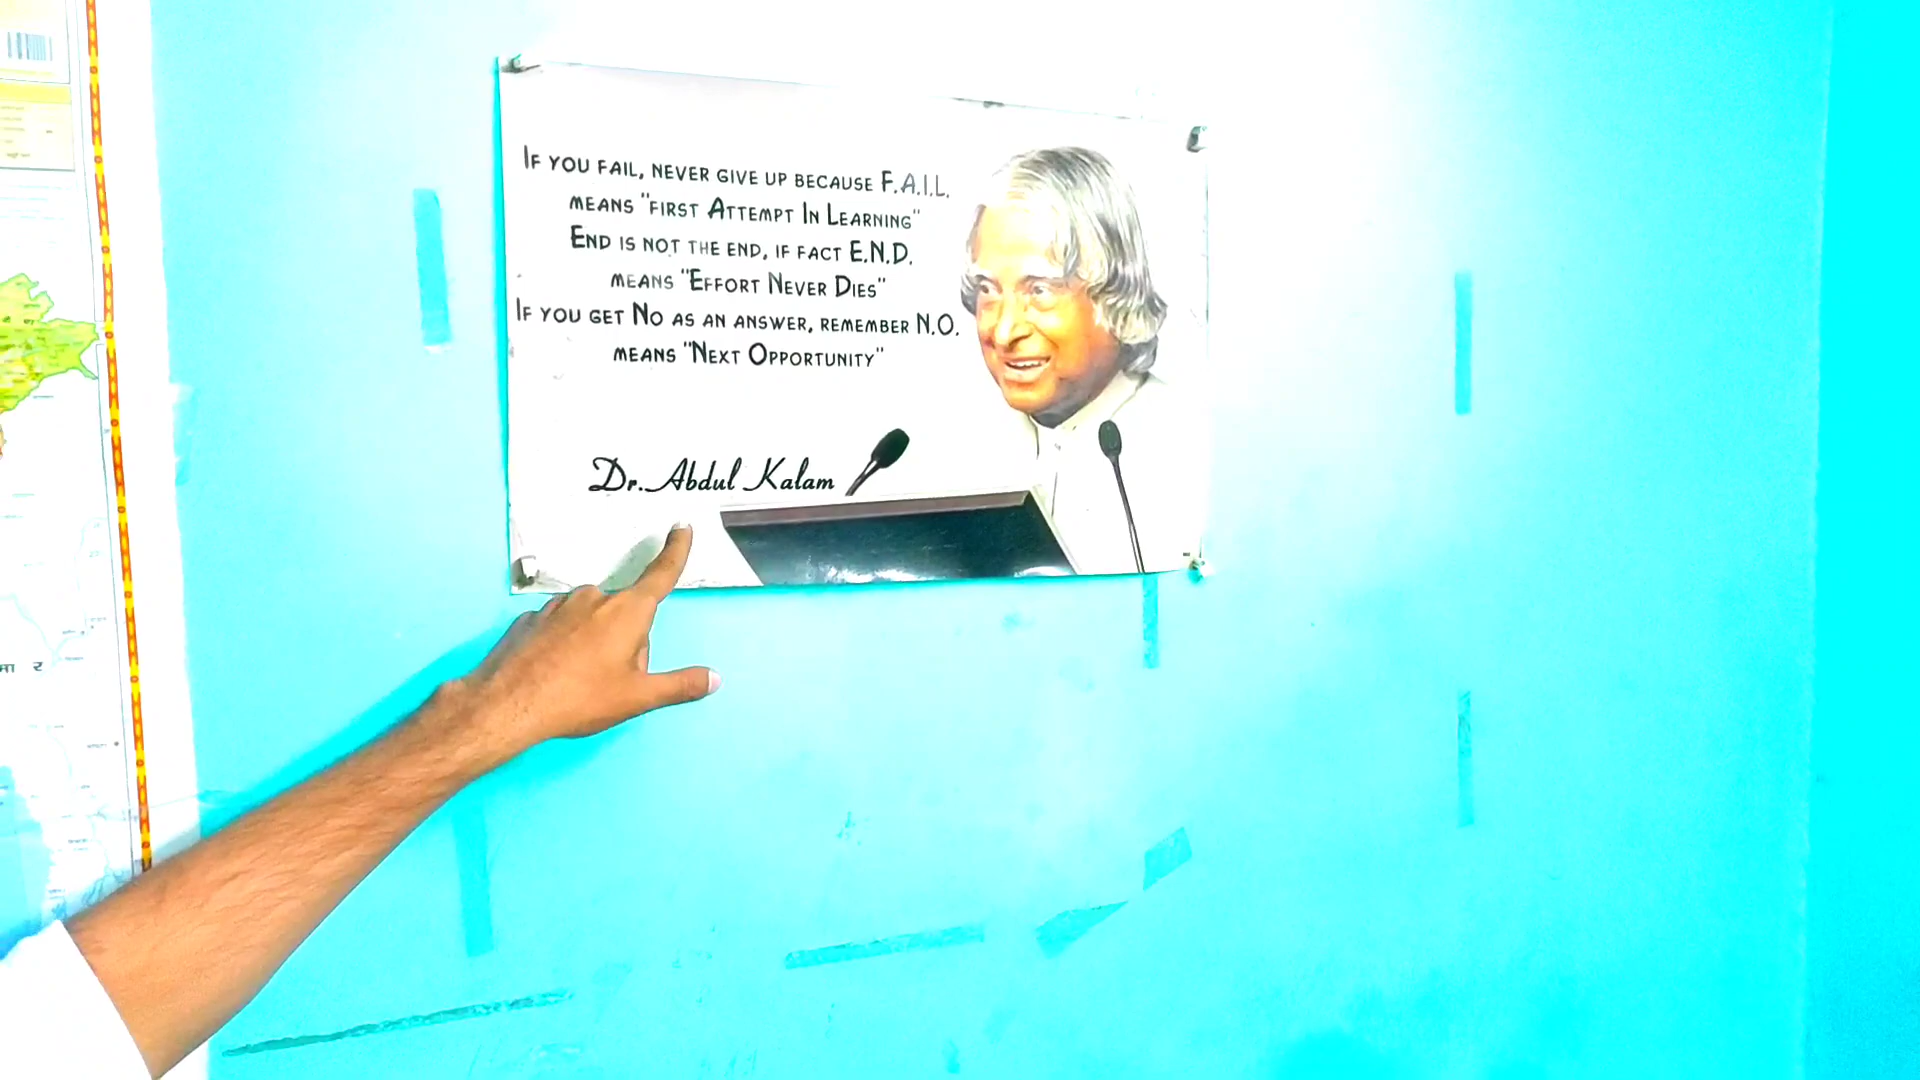 If you fail, never give up because F.A.I.L.
means "first Attempt In Learning"
End is not the end, if fact E.N.D.
means "Effort Never Dies"
If you get No as an answer, remember N.O.
means "Next Opportunity"
Dr. Abdul Kalam
मा र